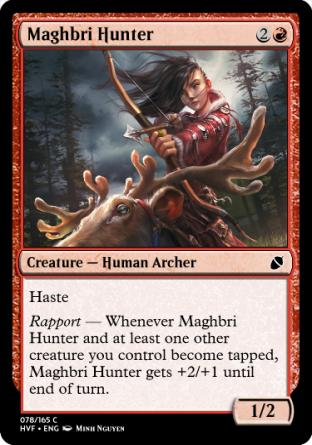 Maghbri Hunter 2
Creature — Human Archer
Haste
Rapport — Whenever Maghbri
Hunter and at least one other
creature you control become tapped,
Maghbri Hunter gets +2/+1 until
end of turn.
078/165 C
HVF • ENG Minh Nguyen
1/2